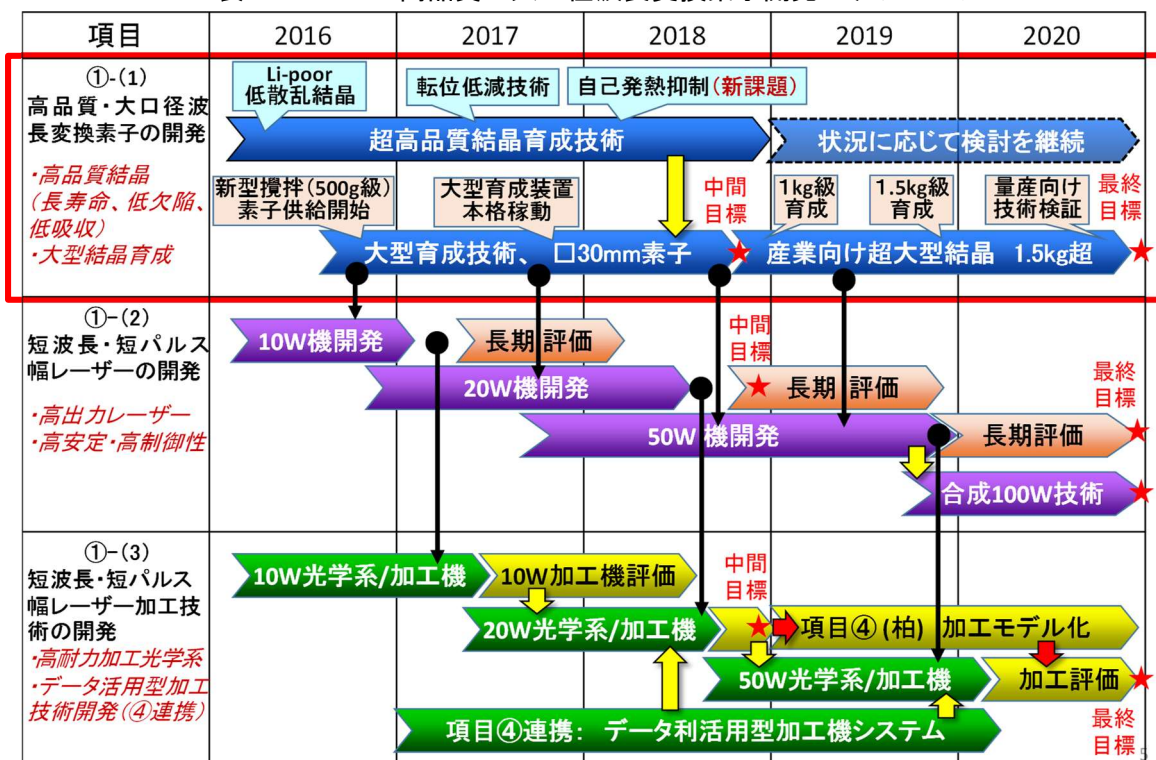 項目 2016 2017 2018 2019 2020
①-(1)
高品質・大口径波
長変換素子の開発
・高品質結晶
(長寿命、低欠陥、
低吸収)
・大型結晶育成
Li-poor
低散乱結晶
転位低減技術
自己発熱抑制(新課題)
超高品質結晶育成技術
状況に応じて検討を継続
新型攪拌(500g級)
素子供給開始
大型育成装置
本格稼動
中間
目標
1kg級
育成
1.5kg級
育成
量産向け
技術検証
最終
目標
大型育成技術、 □30mm素子
産業向け超大型結晶 1.5kg超
①-(2)
短波長・短パルス
幅レーザーの開発
・高出力レーザー
・高安定・高制御性
10W機開発
長期評価
中間
目標
20W機開発
長期評価
最終
目標
50W機開発
長期評価
合成100W技術
①-(3)
短波長・短パルス
幅レーザー加工技
術の開発
・高耐力加工光学系
・データ活用型加工
技術開発(④連携)
10W光学系/加工機
10W加工機評価
中間
目標
20W光学系/加工機
項目④(柏) 加工モデル化
50W光学系/加工機
加工評価
項目④連携: データ利活用型加工機システム
最終
目標
5